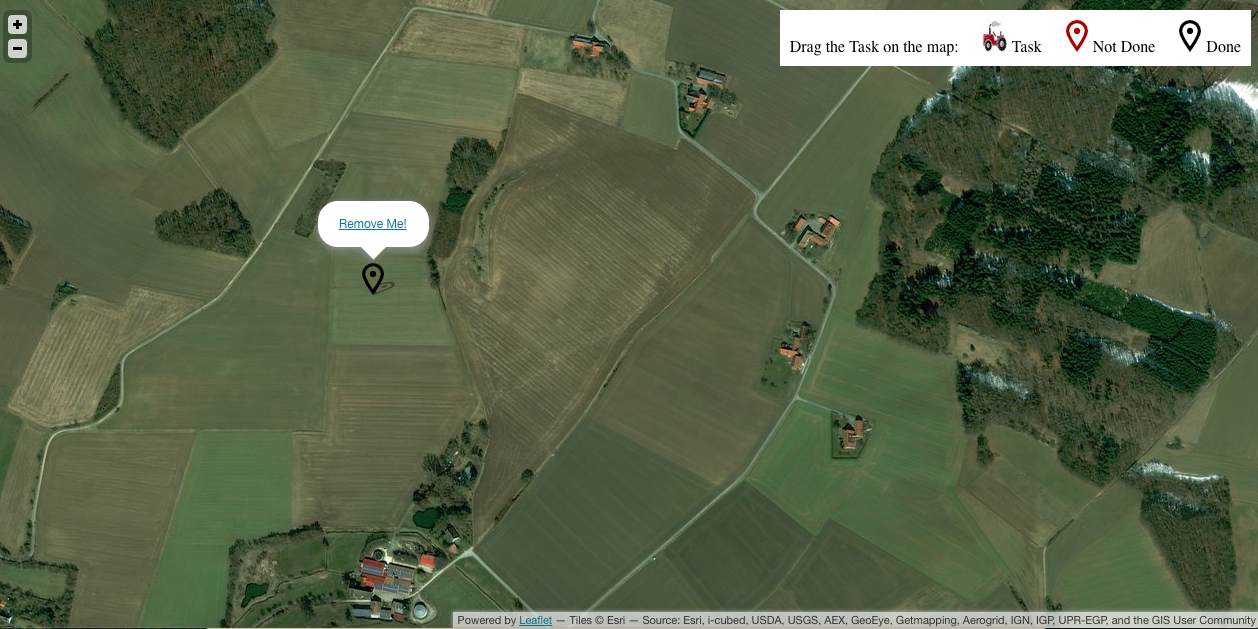 +
−
Drag the Task on the map: Task Not Done Done
Remove Me!
Powered by Leaflet — Tiles © Esri — Source: Esri, i-cubed, USDA, USGS, AEX, GeoEye, Getmapping, Aerogrid, IGN, IGP, UPR-EGP, and the GIS User Community